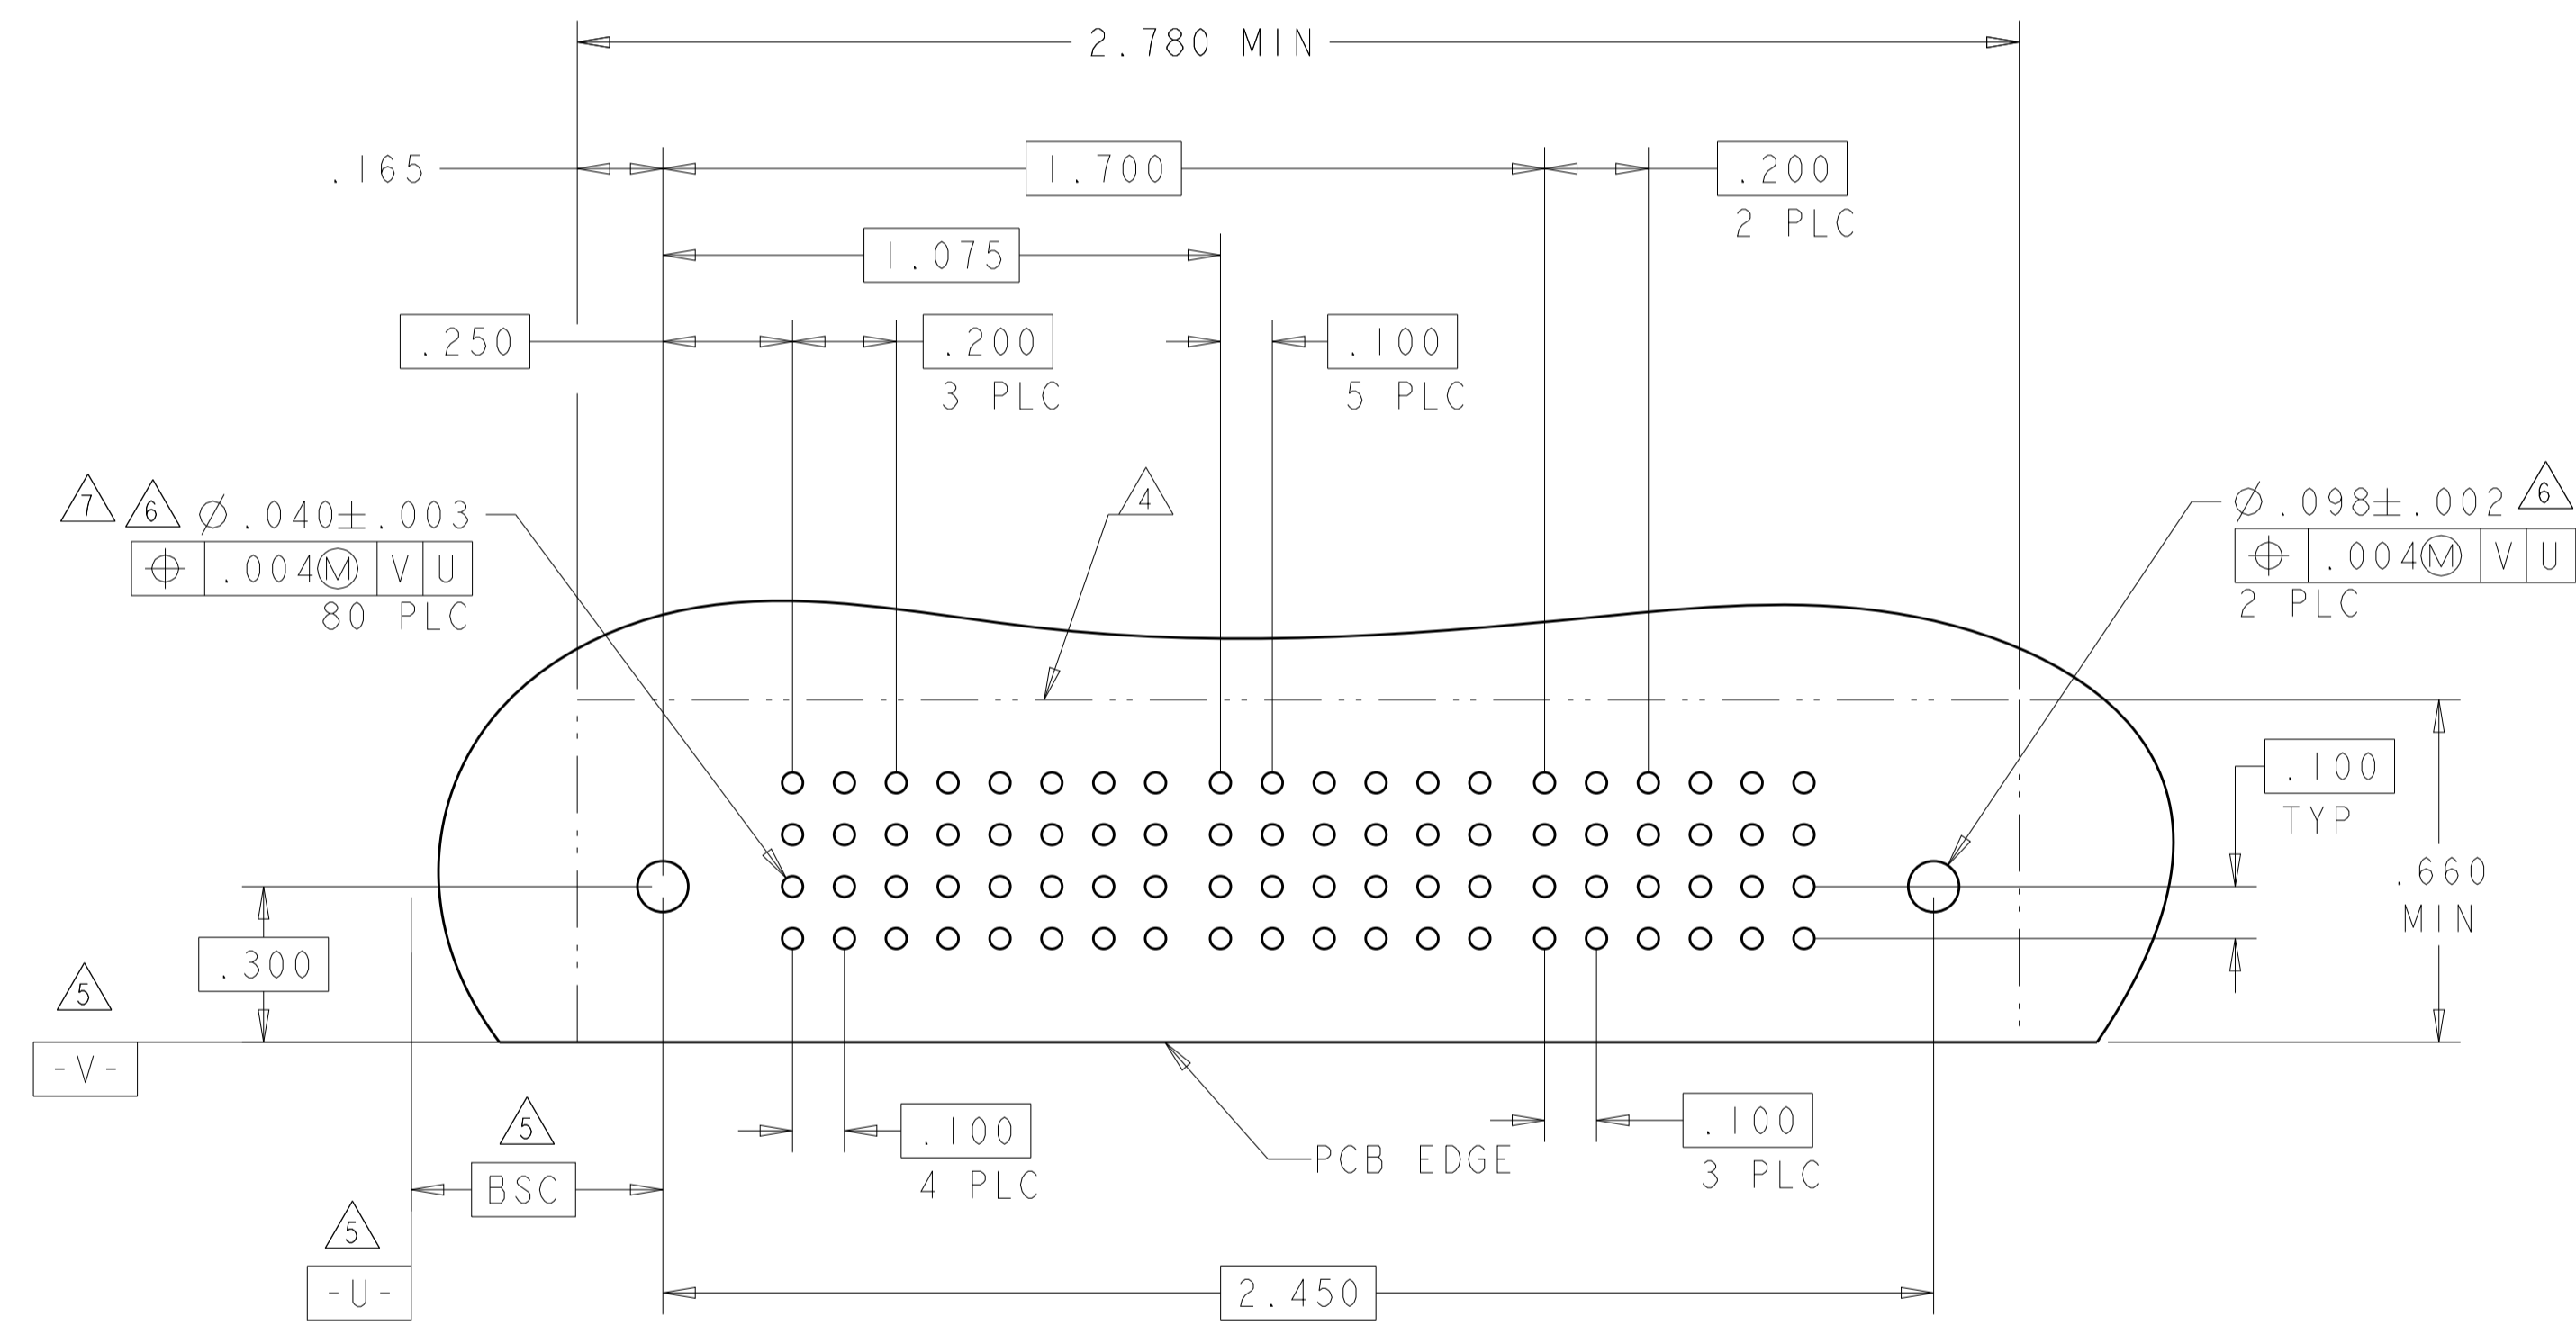 2.780 MIN
.165
1.700
.200
2 PLC
1.075
.250
.200
3 PLC
.100
5 PLC
7 6 ⌀.040±.003
⌖ .004Ⓜ V U
80 PLC
4
⌀.098±.002 6
⌖ .004Ⓜ V U
2 PLC
.100
TYP
.660
MIN
.300
5
-V-
5
BSC
5
-U-
.100
4 PLC
PCB EDGE
.100
3 PLC
2.450